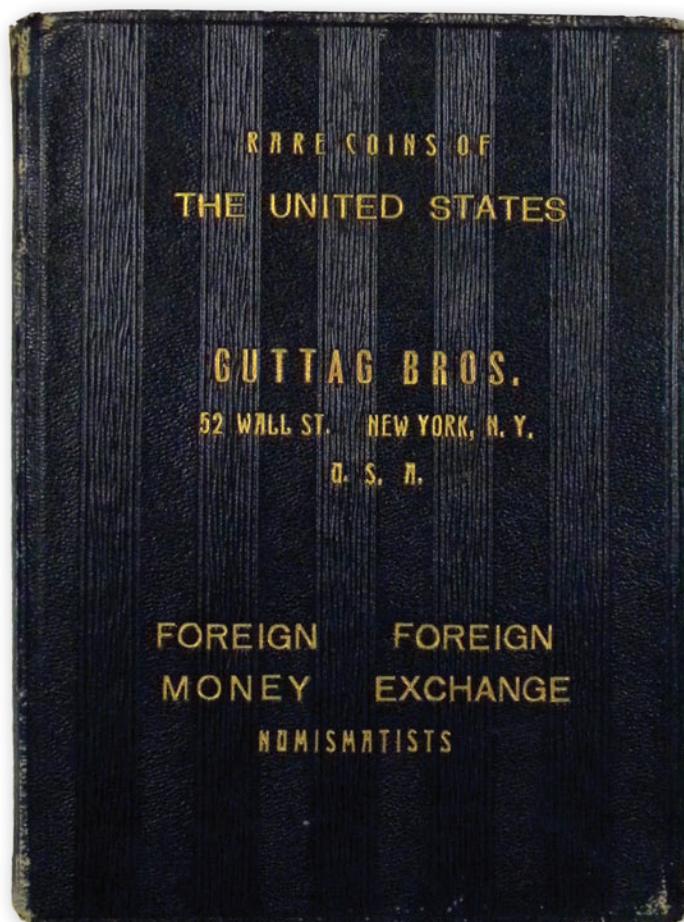 RARE COINS OF
THE UNITED STATES
GUTTAG BROS.
52 WALL ST. NEW YORK, N. Y.
U. S. A.
FOREIGN FOREIGN
MONEY EXCHANGE
NUMISMATISTS